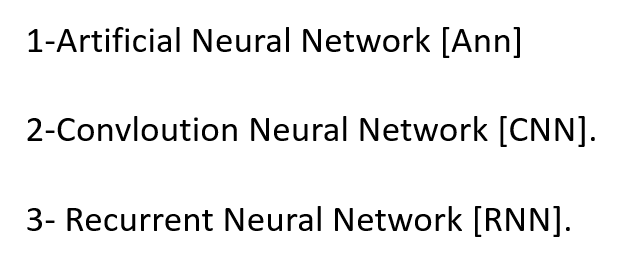 1-Artificial Neural Network [Ann]
2-Convloution Neural Network [CNN].
3- Recurrent Neural Network [RNN].